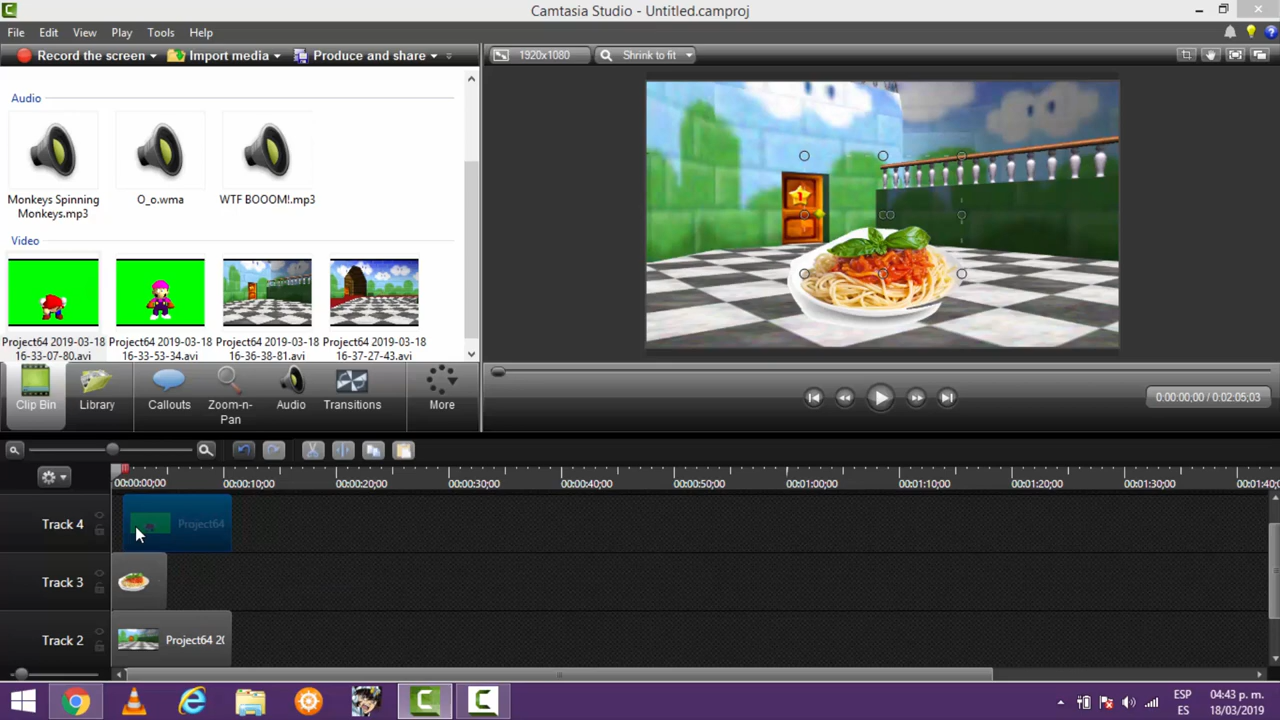 Camtasia Studio - Untitled.camproj
File Edit View Play Tools Help
Record the screen Import media Produce and share
1920x1080 Shrink to fit
Audio
Monkeys Spinning Monkeys.mp3
O_o.wma
WTF BOOOM!.mp3
Video
Project64 2019-03-18 16-33-07-80.avi
Project64 2019-03-18 16-33-53-34.avi
Project64 2019-03-18 16-36-38-81.avi
Project64 2019-03-18 16-37-27-43.avi
Clip Bin
Library
Callouts
Zoom-n-Pan
Audio
Transitions
More
0:00:00;00 / 0:02:05;03
00:00:00;00 00:00:10;00 00:00:20;00 00:00:30;00 00:00:40;00 00:00:50;00 00:01:00;00 00:01:10;00 00:01:20;00 00:01:30;00 00:01:40;0
Track 4 Project64
Track 3
Track 2 Project64 20
ESP 04:43 p. m.
ES 18/03/2019